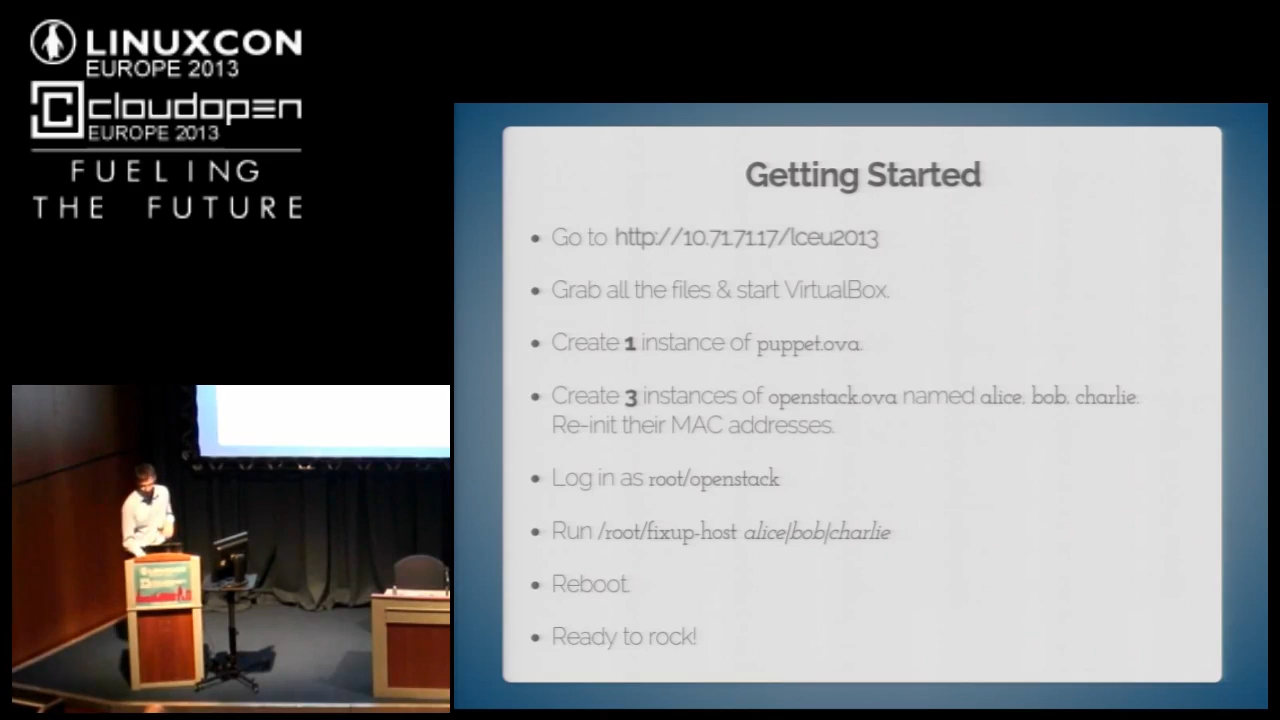 LINUXCON
EUROPE 2013
cloudopen
EUROPE 2013
FUELING
THE FUTURE
Getting Started
• Go to http://10.71.71.17/lceu2013
• Grab all the files & start VirtualBox.
• Create 1 instance of puppet.ova.
• Create 3 instances of openstack.ova named alice, bob, charlie.
Re-init their MAC addresses.
• Log in as root/openstack
• Run /root/fixup-host alice|bob|charlie
• Reboot.
• Ready to rock!